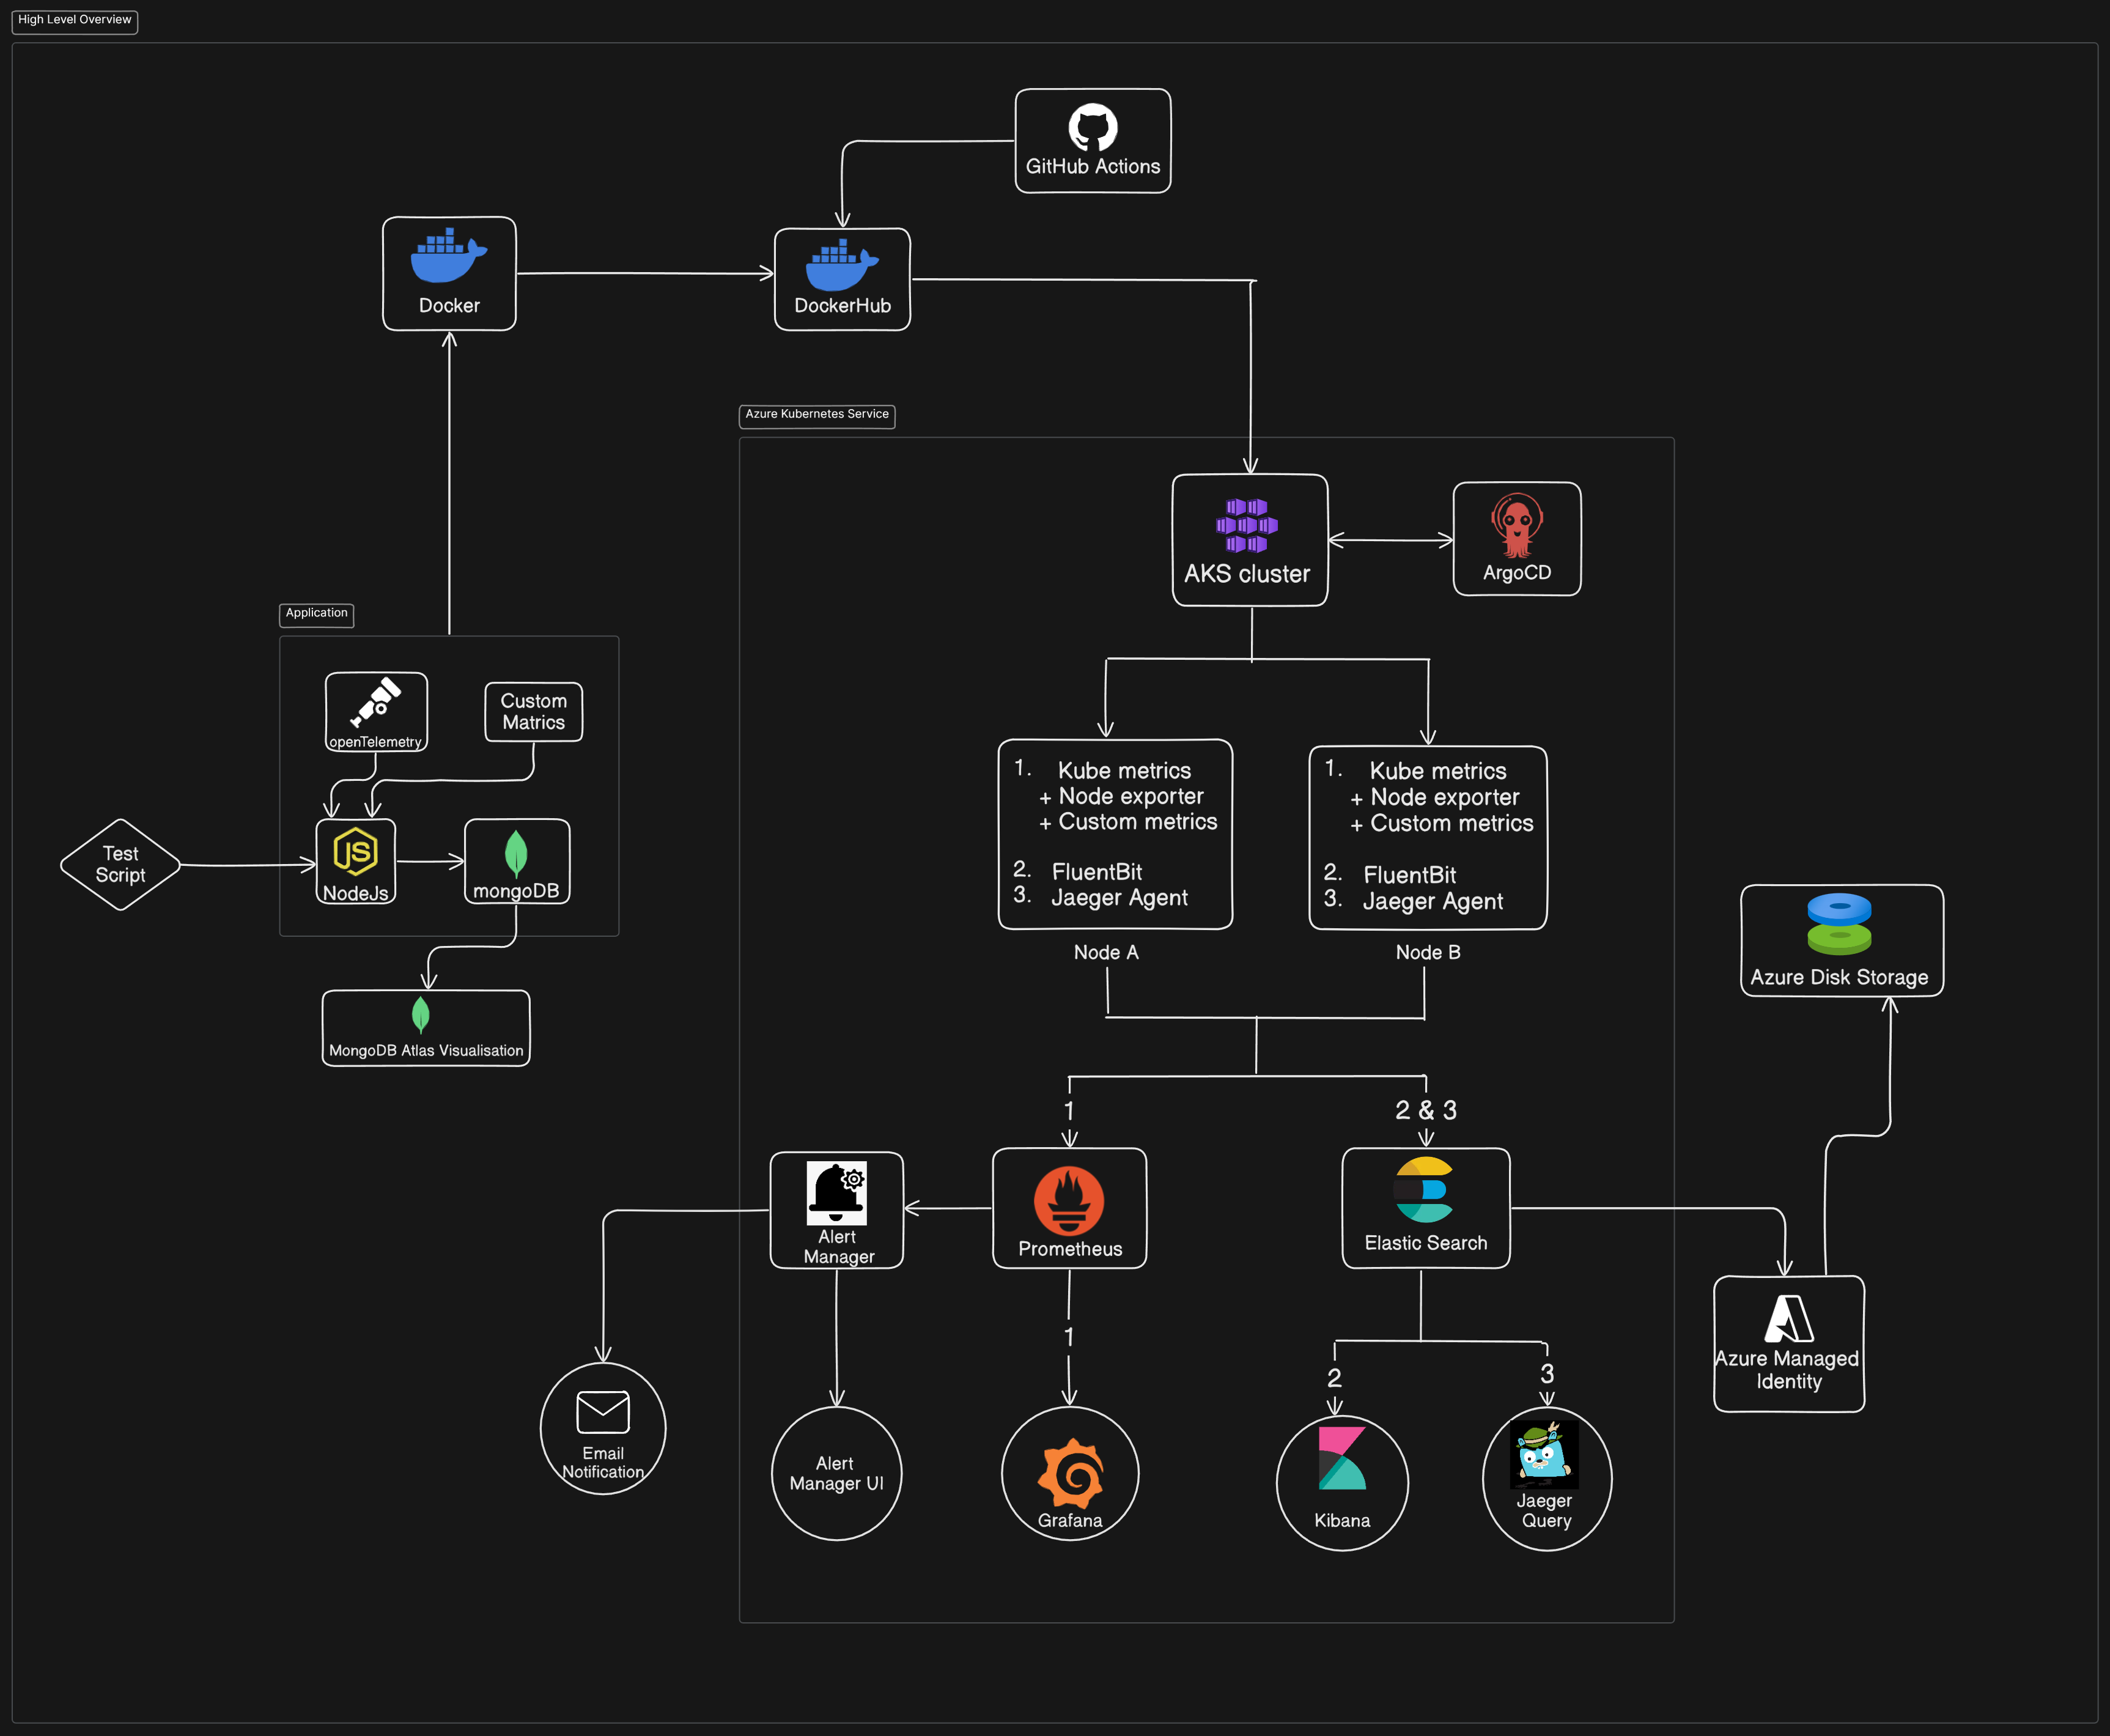 High Level Overview
GitHub Actions
Docker
DockerHub
Azure Kubernetes Service
AKS cluster
ArgoCD
Application
openTelemetry
Custom
Matrics
Test
Script
JS
NodeJs
mongoDB
MongoDB Atlas Visualisation
1. Kube metrics
+ Node exporter
+ Custom metrics
2. FluentBit
3. Jaeger Agent
Node A
1. Kube metrics
+ Node exporter
+ Custom metrics
2. FluentBit
3. Jaeger Agent
Node B
Azure Disk Storage
1
2 & 3
Alert
Manager
Prometheus
Elastic Search
Azure Managed
Identity
1
2
3
Email
Notification
Alert
Manager UI
Grafana
Kibana
Jaeger
Query